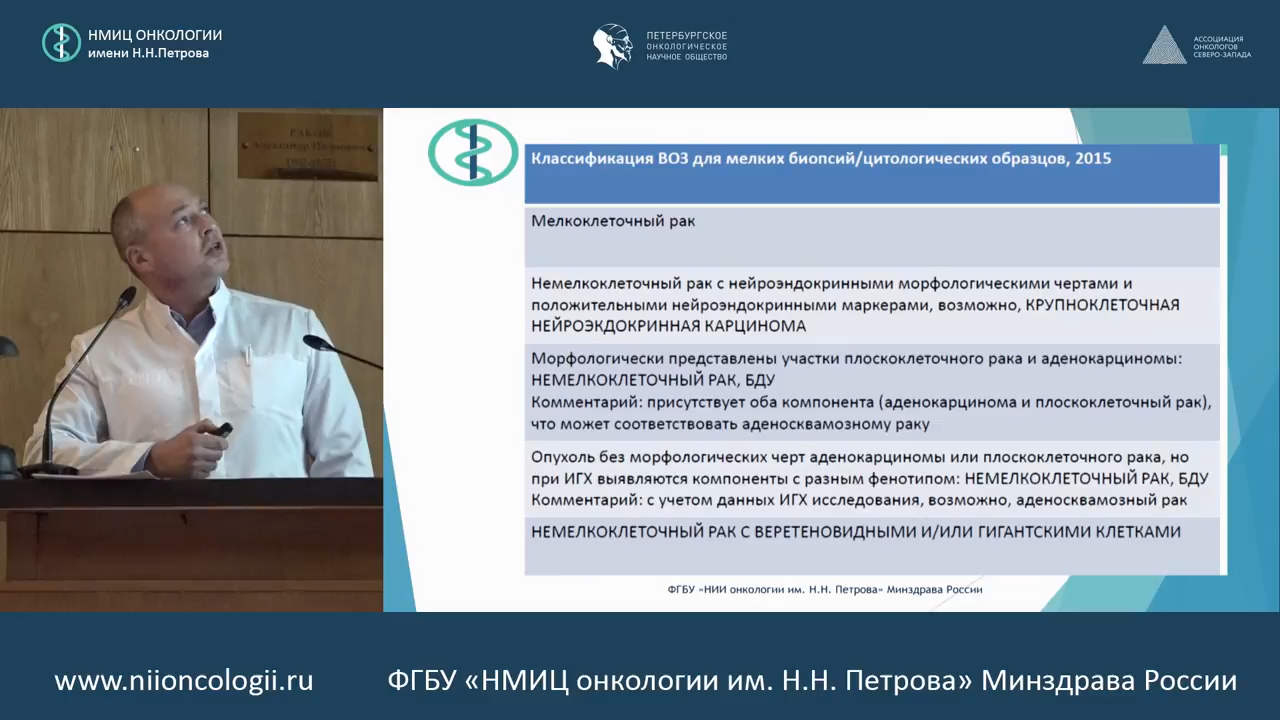 НМИЦ ОНКОЛОГИИ
имени Н.Н.Петрова
ПЕТЕРБУРГСКОЕ
ОНКОЛОГИЧЕСКОЕ
НАУЧНОЕ ОБЩЕСТВО
АССОЦИАЦИЯ
ОНКОЛОГОВ
СЕВЕРО-ЗАПАДА
Классификация ВОЗ для мелких биопсий/цитологических образцов, 2015
Мелкоклеточный рак
Немелкоклеточный рак с нейроэндокринными морфологическими чертами и
положительными нейроэндокринными маркерами, возможно, КРУПНОКЛЕТОЧНАЯ
НЕЙРОЭКДОКРИННАЯ КАРЦИНОМА
Морфологически представлены участки плоскоклеточного рака и аденокарциномы:
НЕМЕЛКОКЛЕТОЧНЫЙ РАК, БДУ
Комментарий: присутствует оба компонента (аденокарцинома и плоскоклеточный рак),
что может соответствовать аденосквамозному раку
Опухоль без морфологических черт аденокарциномы или плоскоклеточного рака, но
при ИГХ выявляются компоненты с разным фенотипом: НЕМЕЛКОКЛЕТОЧНЫЙ РАК, БДУ
Комментарий: с учетом данных ИГХ исследования, возможно, аденосквамозный рак
НЕМЕЛКОКЛЕТОЧНЫЙ РАК С ВЕРЕТЕНОВИДНЫМИ И/ИЛИ ГИГАНТСКИМИ КЛЕТКАМИ
ФГБУ «НИИ онкологии им. Н.Н. Петрова» Минздрава России
www.niioncologii.ru
ФГБУ «НМИЦ онкологии им. Н.Н. Петрова» Минздрава России